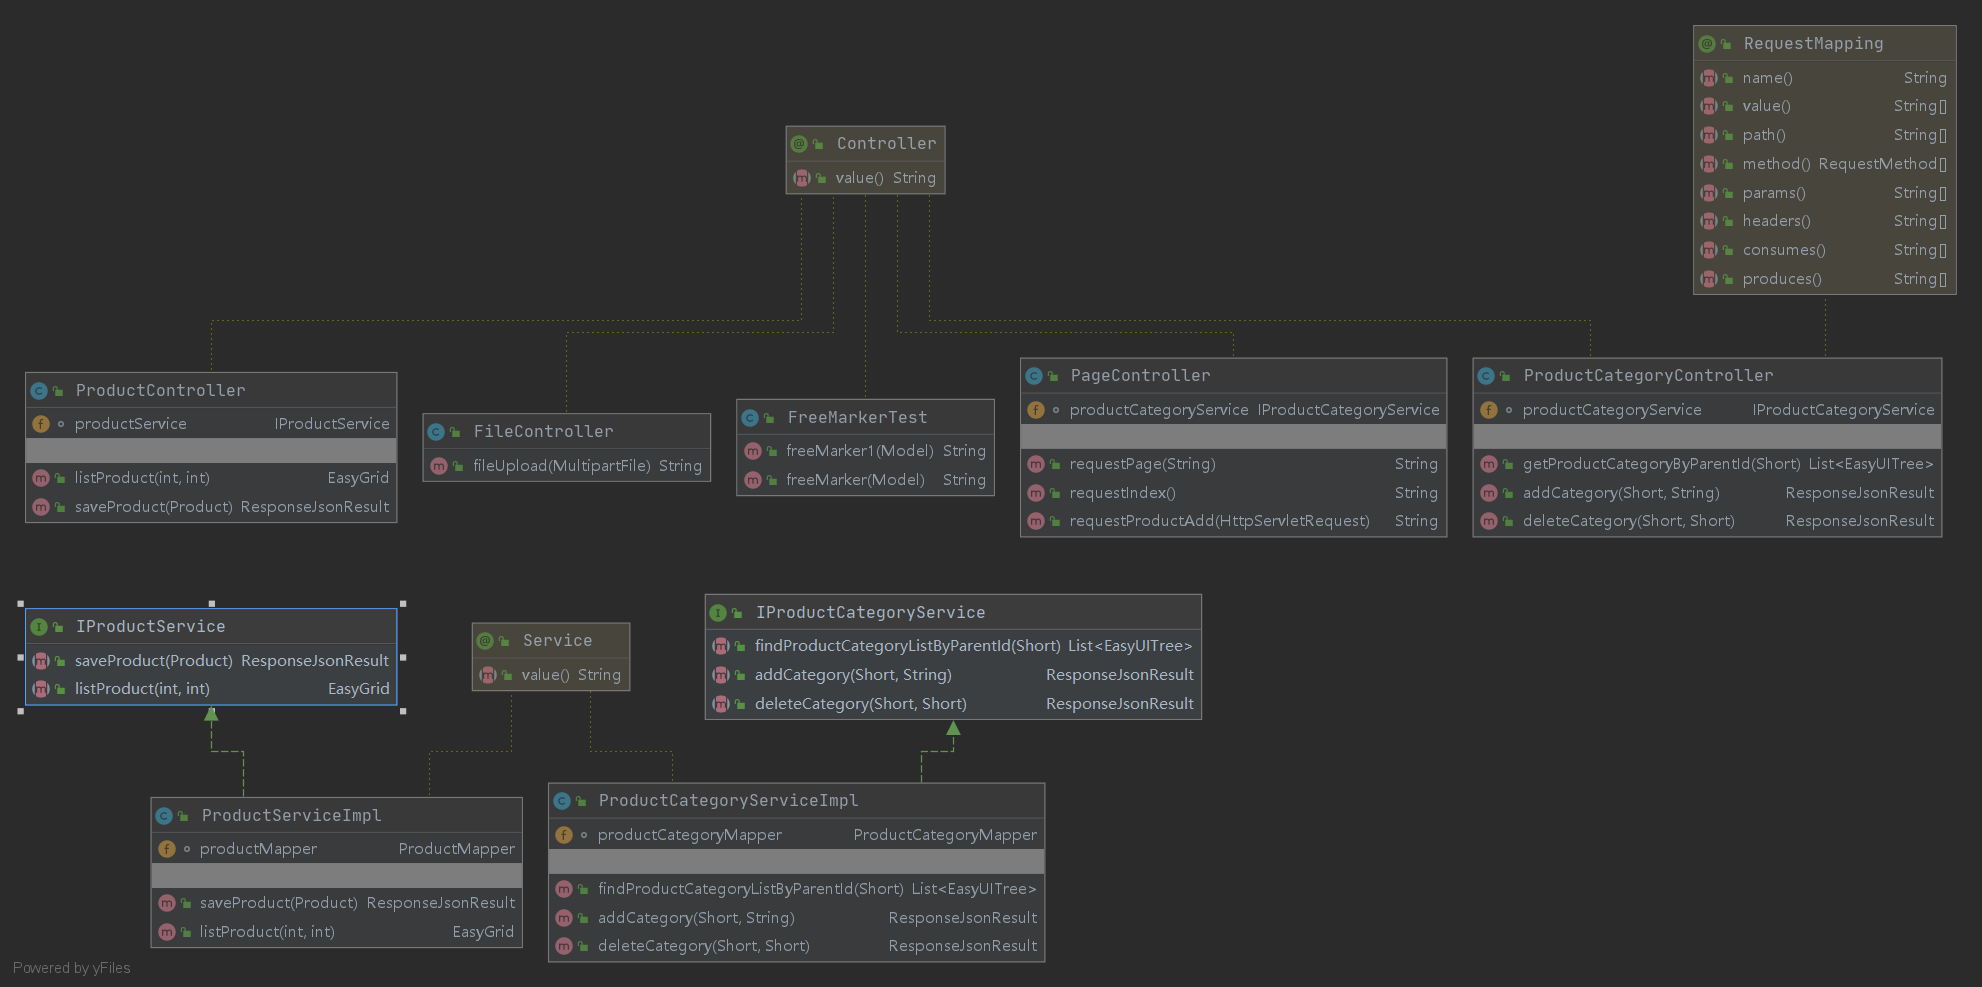 RequestMapping
name() String
value() String[]
path() String[]
method() RequestMethod[]
params() String[]
headers() String[]
consumes() String[]
produces() String[]
Controller
value() String
ProductController
productService IProductService
listProduct(int, int) EasyGrid
saveProduct(Product) ResponseJsonResult
FileController
fileUpload(MultipartFile) String
FreeMarkerTest
freeMarker1(Model) String
freeMarker(Model) String
PageController
productCategoryService IProductCategoryService
requestPage(String) String
requestIndex() String
requestProductAdd(HttpServletRequest) String
ProductCategoryController
productCategoryService IProductCategoryService
getProductCategoryByParentId(Short) List<EasyUITree>
addCategory(Short, String) ResponseJsonResult
deleteCategory(Short, Short) ResponseJsonResult
IProductService
saveProduct(Product) ResponseJsonResult
listProduct(int, int) EasyGrid
Service
value() String
IProductCategoryService
findProductCategoryListByParentId(Short) List<EasyUITree>
addCategory(Short, String) ResponseJsonResult
deleteCategory(Short, Short) ResponseJsonResult
ProductServiceImpl
productMapper ProductMapper
saveProduct(Product) ResponseJsonResult
listProduct(int, int) EasyGrid
ProductCategoryServiceImpl
productCategoryMapper ProductCategoryMapper
findProductCategoryListByParentId(Short) List<EasyUITree>
addCategory(Short, String) ResponseJsonResult
deleteCategory(Short, Short) ResponseJsonResult
Powered by yFiles